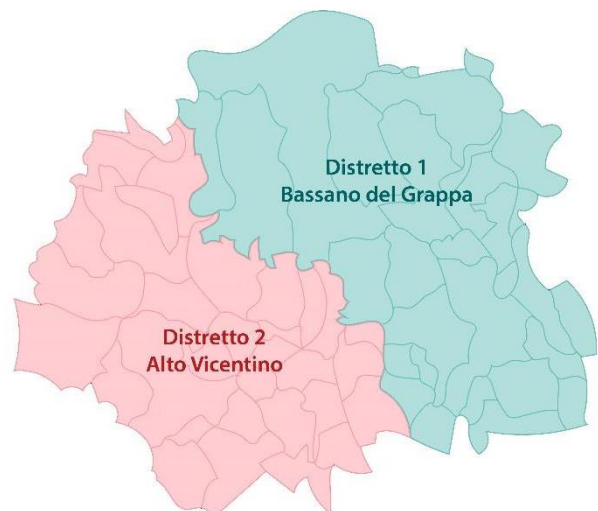 Distretto 1
Bassano del Grappa
Distretto 2
Alto Vicentino